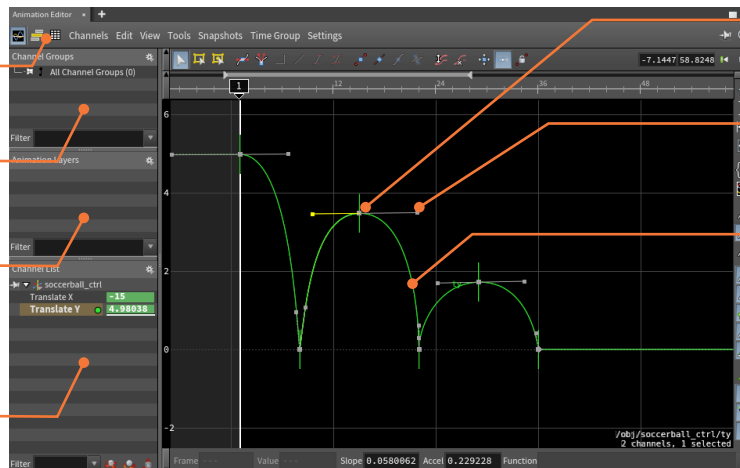 Animation Editor × +
Channels Edit View Tools Snapshots Time Group Settings
Channel Groups
All Channel Groups (0)
-7.1447 58.8248
1
12 24 36 48
6
Filter
Animation Layers
4
Filter
Channel List
2
soccerball_ctrl
Translate X -15
Translate Y 4.98038
ty
0
-2
/obj/soccerball_ctrl/ty
2 channels, 1 selected
Filter
Frame --- Value --- Slope 0.0580062 Accel 0.229228 Function